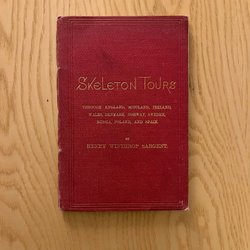 SKELETON TOURS
THROUGH ENGLAND, SCOTLAND, IRELAND,
WALES, DENMARK, NORWAY, SWEDEN,
RUSSIA, POLAND, AND SPAIN.
BY
HENRY WINTHROP SARGENT.